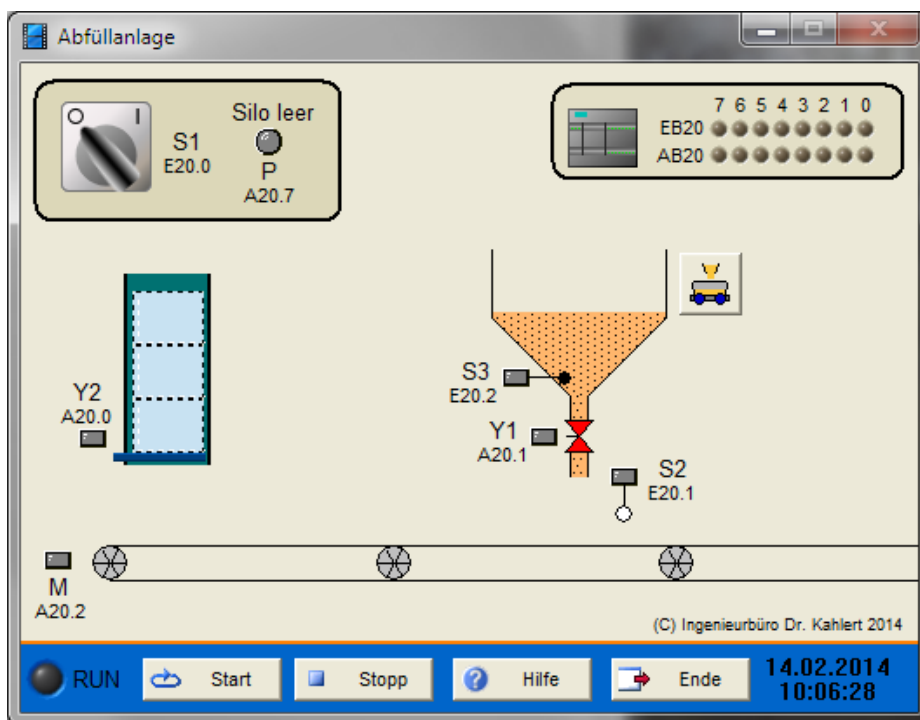 Abfüllanlage
O I
S1
E20.0
Silo leer
P
A20.7
7 6 5 4 3 2 1 0
EB20
AB20
Y2
A20.0
S3
E20.2
Y1
A20.1
S2
E20.1
M
A20.2
(C) Ingenieurbüro Dr. Kahlert 2014
RUN
Start
Stopp
Hilfe
Ende
14.02.2014
10:06:28